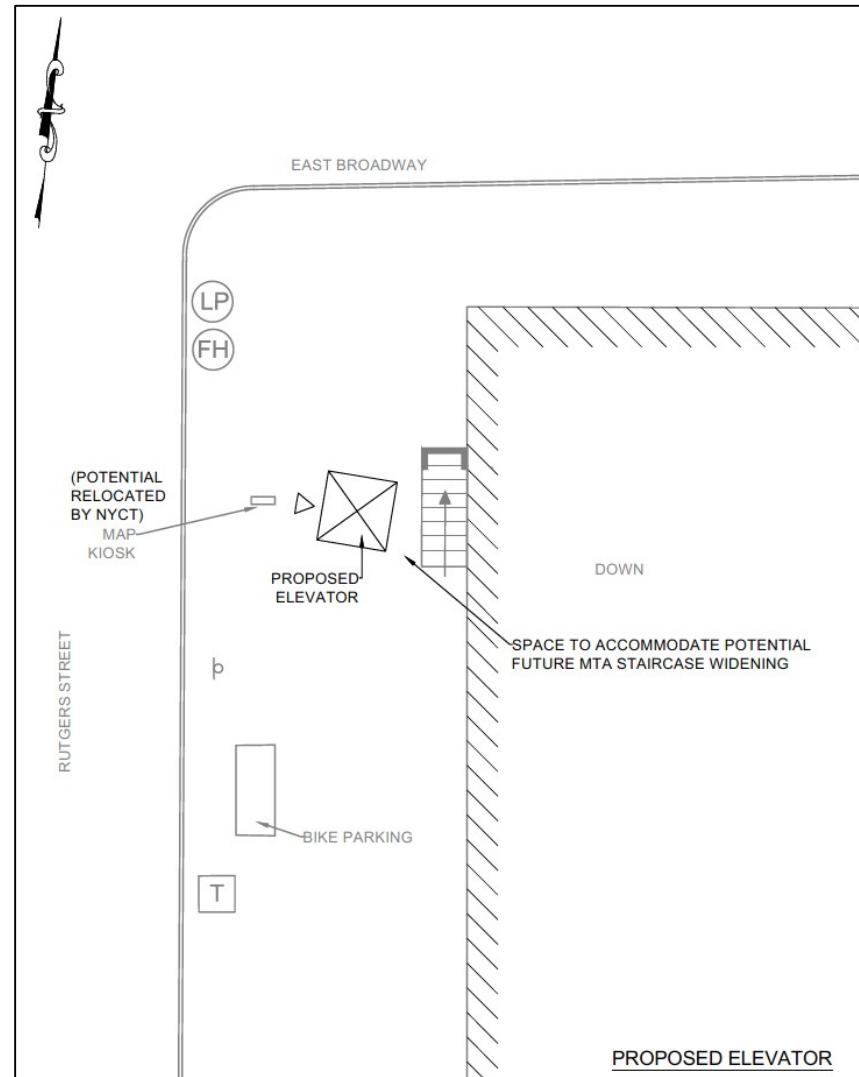 EAST BROADWAY
LP
FH
(POTENTIAL
RELOCATED
BY NYCT)
MAP
KIOSK
PROPOSED
ELEVATOR
DOWN
SPACE TO ACCOMMODATE POTENTIAL
FUTURE MTA STAIRCASE WIDENING
RUTGERS STREET
BIKE PARKING
T
PROPOSED ELEVATOR